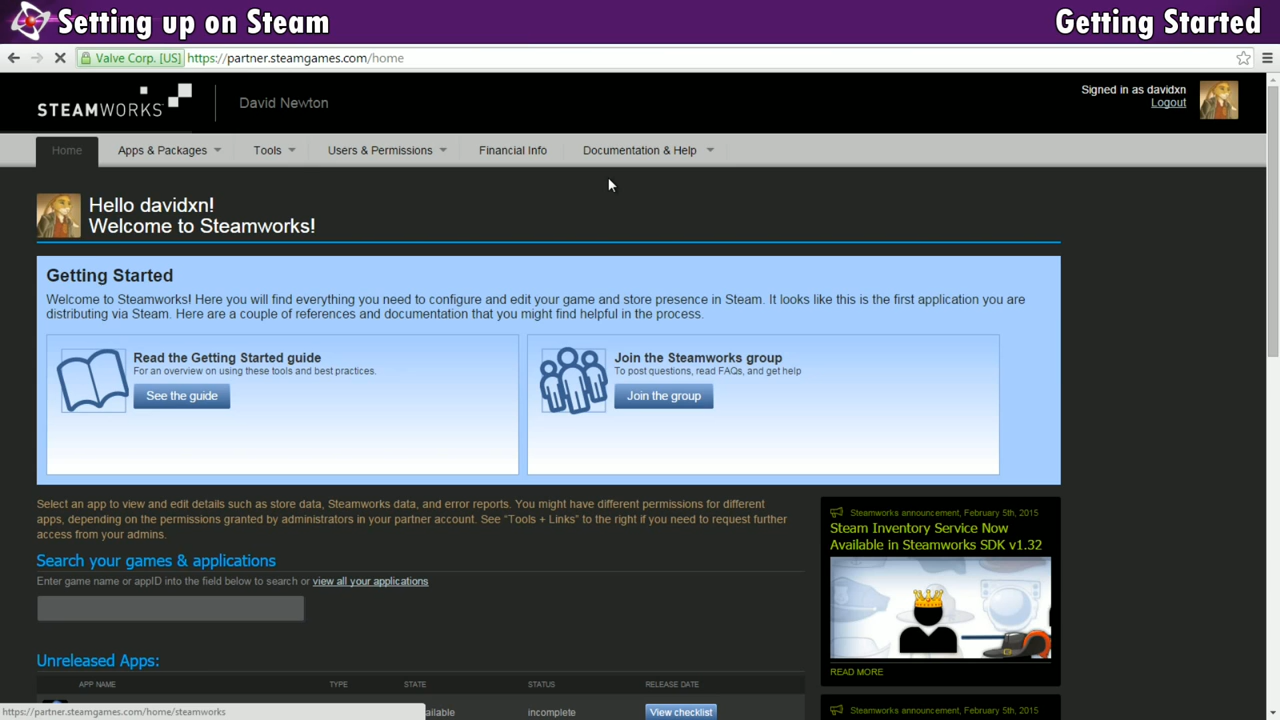 Setting up on Steam
Getting Started
Valve Corp. [US] https://partner.steamgames.com/home
STEAMWORKS
David Newton
Signed in as davidxn
Logout
Home
Apps & Packages
Tools
Users & Permissions
Financial Info
Documentation & Help
Hello davidxn!
Welcome to Steamworks!
Getting Started
Welcome to Steamworks! Here you will find everything you need to configure and edit your game and store presence in Steam. It looks like this is the first application you are
distributing via Steam. Here are a couple of references and documentation that you might find helpful in the process.
Read the Getting Started guide
For an overview on using these tools and best practices.
See the guide
Join the Steamworks group
To post questions, read FAQs, and get help
Join the group
Select an app to view and edit details such as store data, Steamworks data, and error reports. You might have different permissions for different
apps, depending on the permissions granted by administrators in your partner account. See "Tools + Links" to the right if you need to request further
access from your admins.
Search your games & applications
Enter game name or appID into the field below to search or view all your applications
Unreleased Apps:
APP NAME
TYPE
STATE
STATUS
RELEASE DATE
ailable
incomplete
View checklist
Steamworks announcement, February 5th, 2015
Steam Inventory Service Now
Available in Steamworks SDK v1.32
READ MORE
Steamworks announcement, February 5th, 2015
https://partner.steamgames.com/home/steamworks